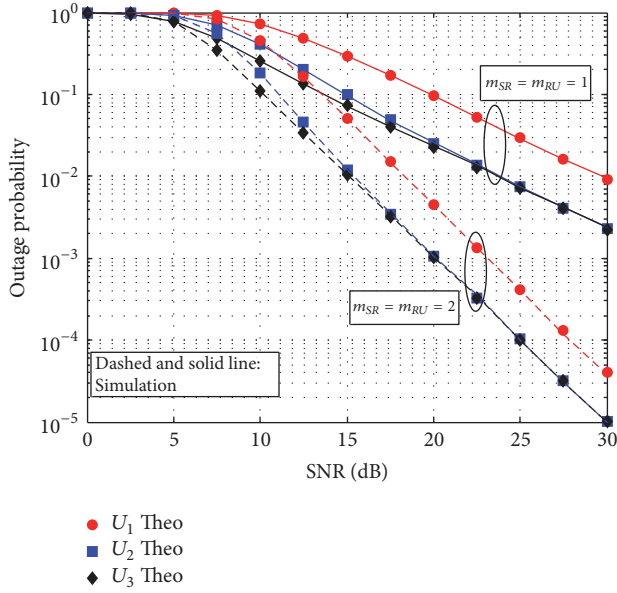 10^0
10^-1
10^-2
10^-3
10^-4
10^-5
Outage probability
m_SR = m_RU = 1
m_SR = m_RU = 2
Dashed and solid line:
Simulation
0 5 10 15 20 25 30
SNR (dB)
U_1 Theo
U_2 Theo
U_3 Theo